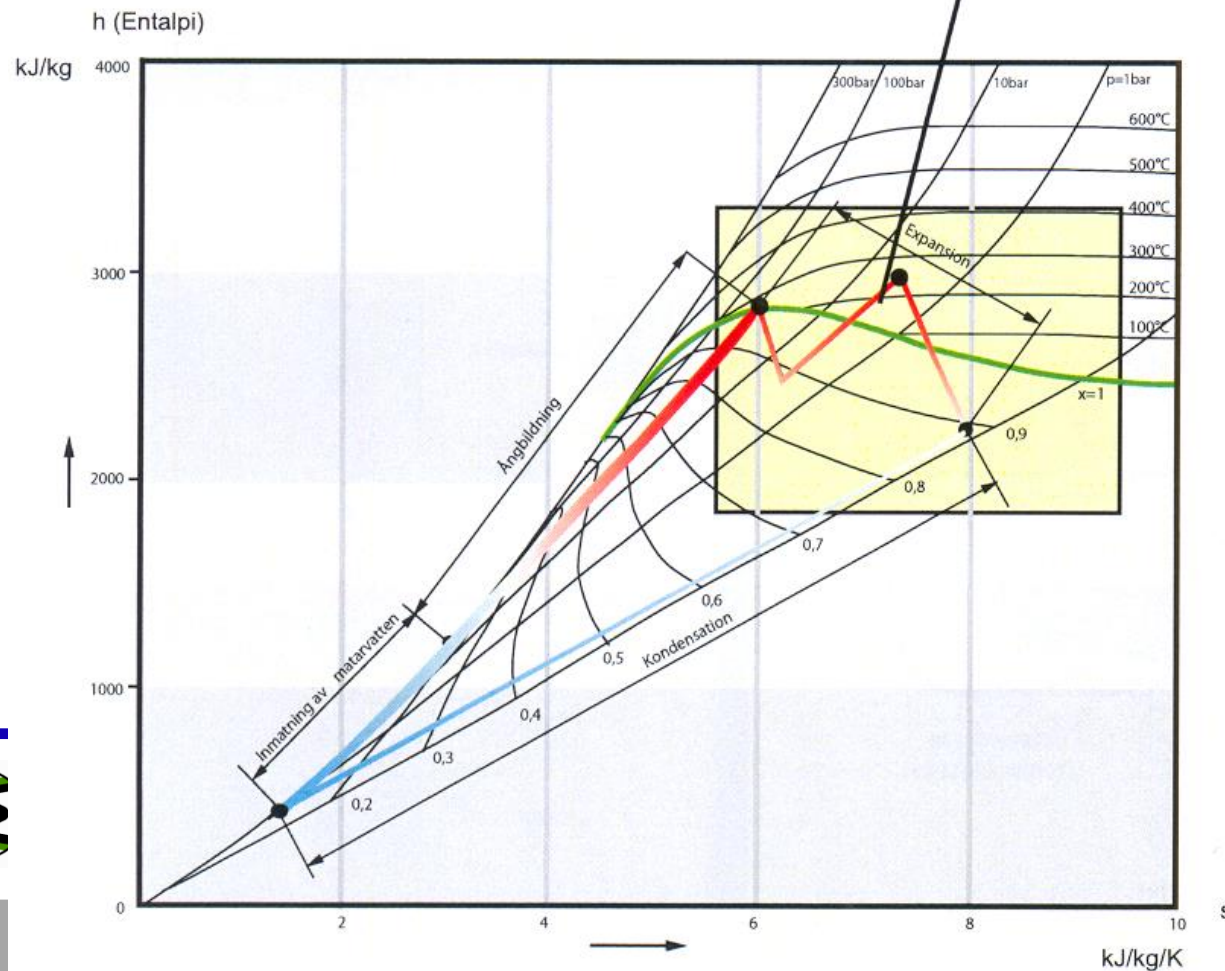 h (Entalpi)
kJ/kg
4000
300bar
100bar
10bar
p=1bar
600°C
500°C
400°C
Expansion
300°C
3000
200°C
100°C
x=1
Ångbildning
0,9
2000
0,8
0,7
0,6
Inmatning av matarvatten
Kondensation
0,5
1000
0,4
0,3
0,2
0
2
4
6
8
10
s
kJ/kg/K